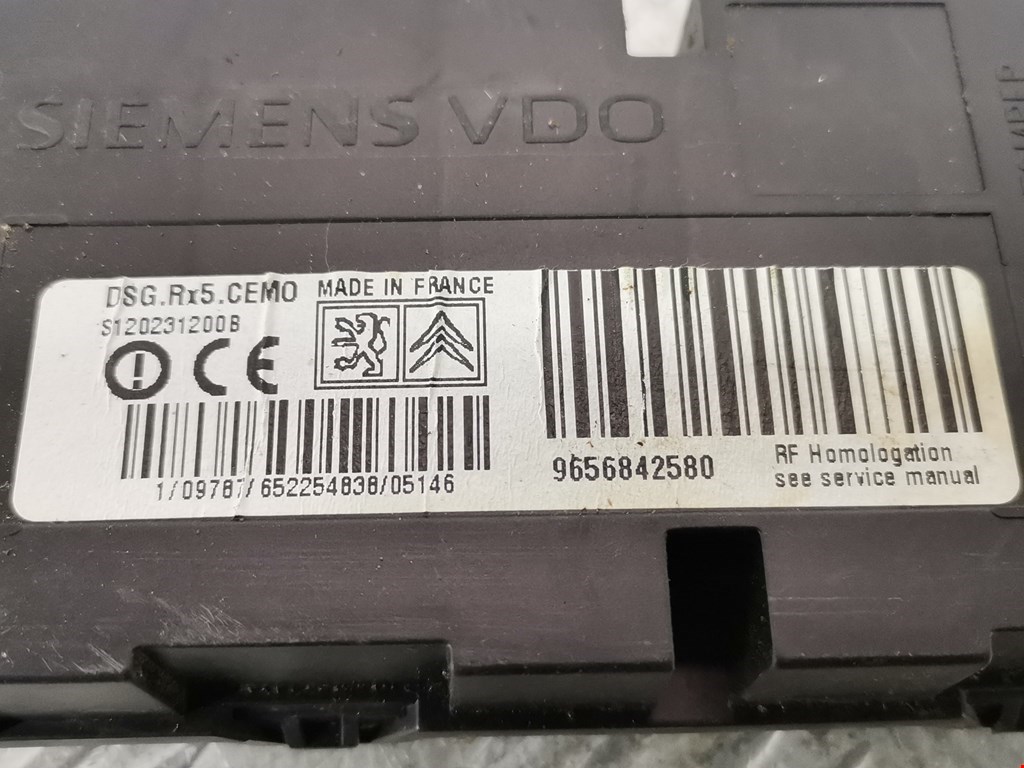 SIEMENS VDO
DSG.Rx5.CEMO MADE IN FRANCE
S120231200B
CE
1/09787/652254838/05146
9656842580
RF Homologation
see service manual